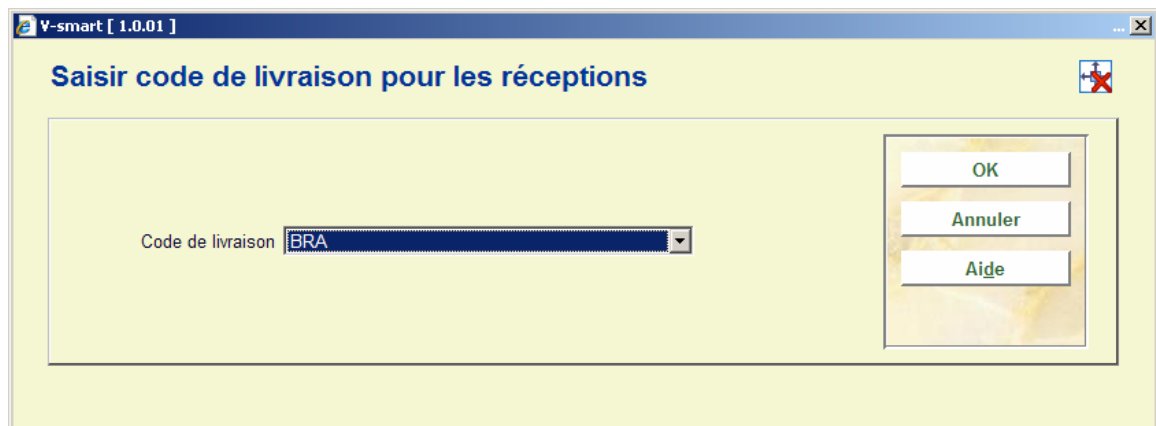 V-smart [ 1.0.01 ]
...
Saisir code de livraison pour les réceptions
OK
Annuler
Code de livraison BRA
Aide